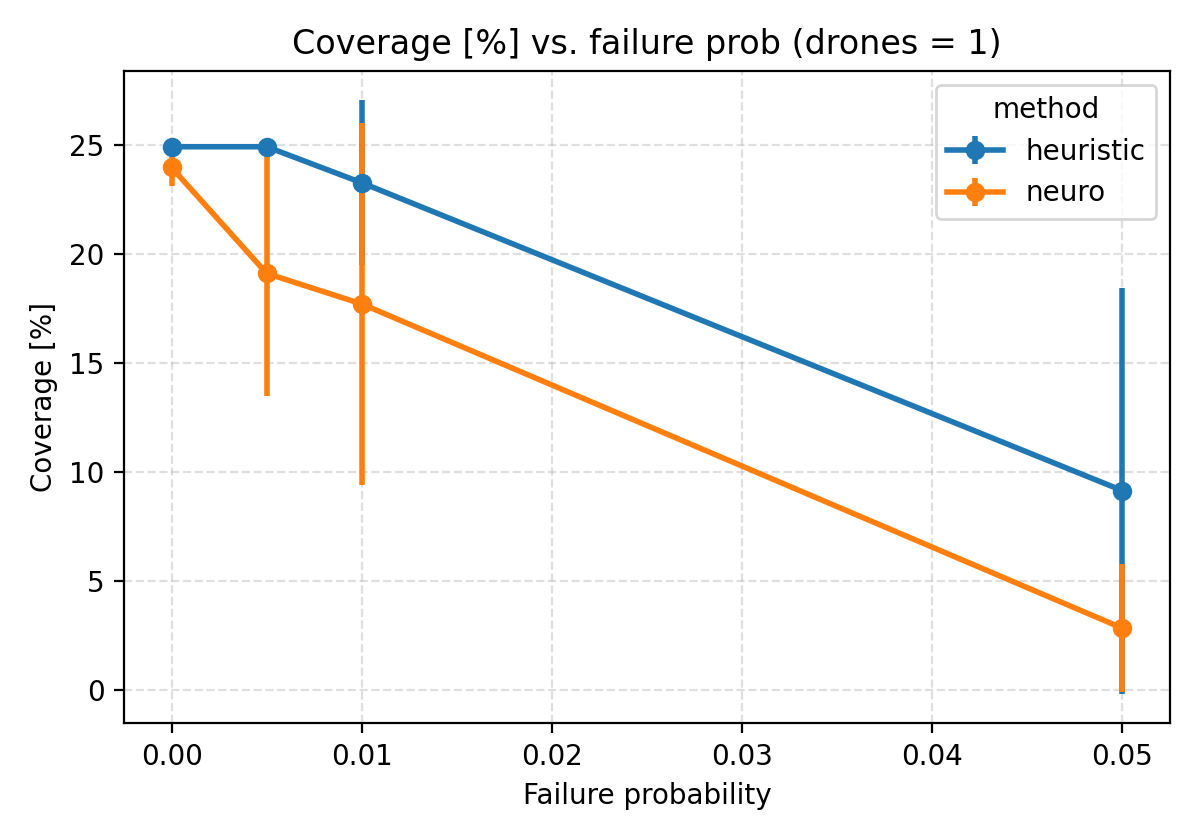 Coverage [%] vs. failure prob (drones = 1)
method
heuristic
neuro
Coverage [%]
25
20
15
10
5
0
0.00 0.01 0.02 0.03 0.04 0.05
Failure probability